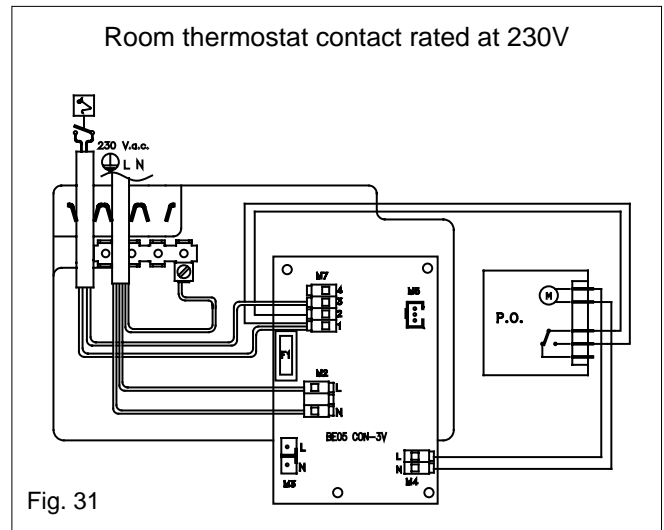 Room thermostat contact rated at 230V
230 V.a.c.
L N
M7
4
3
2
1
M5
M
P.O.
F1
M2
L
N
BE05 CON-3V
L
N
M3
L
N
M4
Fig. 31